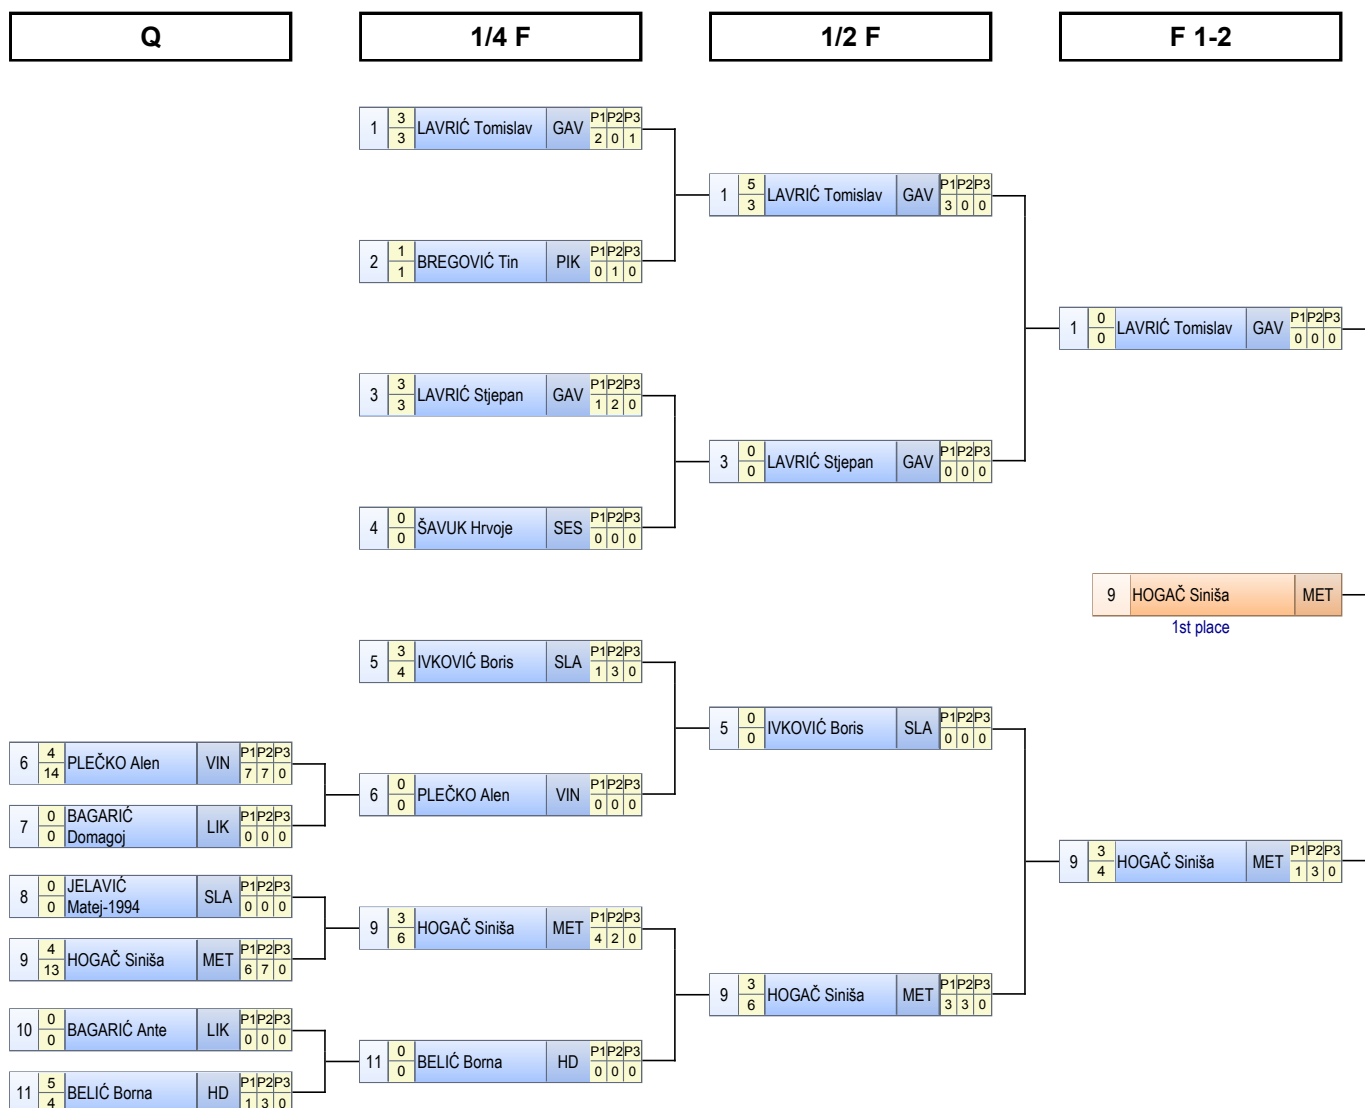 Q 1/4 F 1/2 F F 1-2
1 3 3 LAVRIĆ Tomislav GAV P1 P2 P3 2 0 1
1 5 3 LAVRIĆ Tomislav GAV P1 P2 P3 3 0 0
2 1 1 BREGOVIĆ Tin PIK P1 P2 P3 0 1 0
1 0 0 LAVRIĆ Tomislav GAV P1 P2 P3 0 0 0
3 3 3 LAVRIĆ Stjepan GAV P1 P2 P3 1 2 0
3 0 0 LAVRIĆ Stjepan GAV P1 P2 P3 0 0 0
4 0 0 ŠAVUK Hrvoje SES P1 P2 P3 0 0 0
9 HOGAČ Siniša MET
1st place
5 3 4 IVKOVIĆ Boris SLA P1 P2 P3 1 3 0
5 0 0 IVKOVIĆ Boris SLA P1 P2 P3 0 0 0
6 4 14 PLEČKO Alen VIN P1 P2 P3 7 7 0
6 0 0 PLEČKO Alen VIN P1 P2 P3 0 0 0
7 0 0 BAGARIĆ Domagoj LIK P1 P2 P3 0 0 0
9 3 4 HOGAČ Siniša MET P1 P2 P3 1 3 0
8 0 0 JELAVIĆ Matej-1994 SLA P1 P2 P3 0 0 0
9 3 6 HOGAČ Siniša MET P1 P2 P3 4 2 0
9 4 13 HOGAČ Siniša MET P1 P2 P3 6 7 0
9 3 6 HOGAČ Siniša MET P1 P2 P3 3 3 0
10 0 0 BAGARIĆ Ante LIK P1 P2 P3 0 0 0
11 0 0 BELIĆ Borna HD P1 P2 P3 0 0 0
11 5 4 BELIĆ Borna HD P1 P2 P3 1 3 0